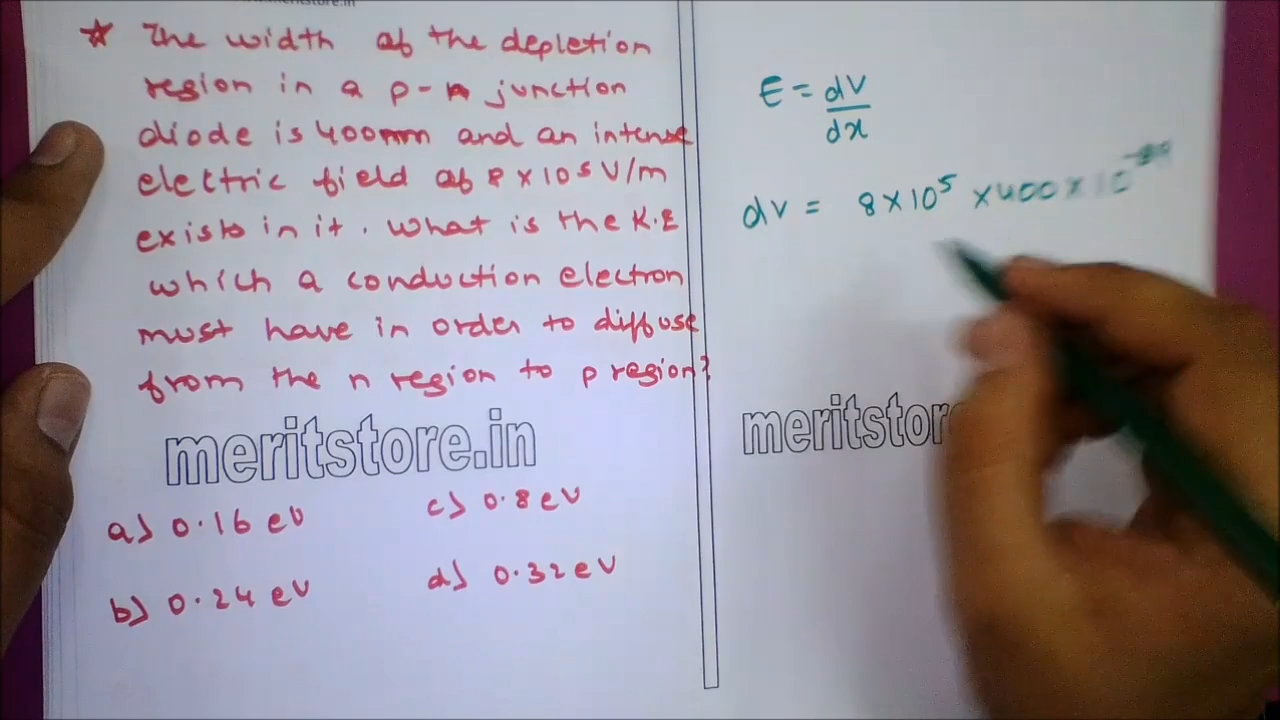 ☆ The width of the depletion
region in a p-n junction
diode is 400nm and an intense
electric field of 8 × 10⁵ V/m
exists in it. what is the K.E
which a conduction electron
must have in order to diffuse
from the n region to p region?
meritstore.in
a) 0.16 eV
b) 0.24 eV
c) 0.8 eV
d) 0.32 eV
E = dV
dx
dV = 8×10⁵ ×400×10